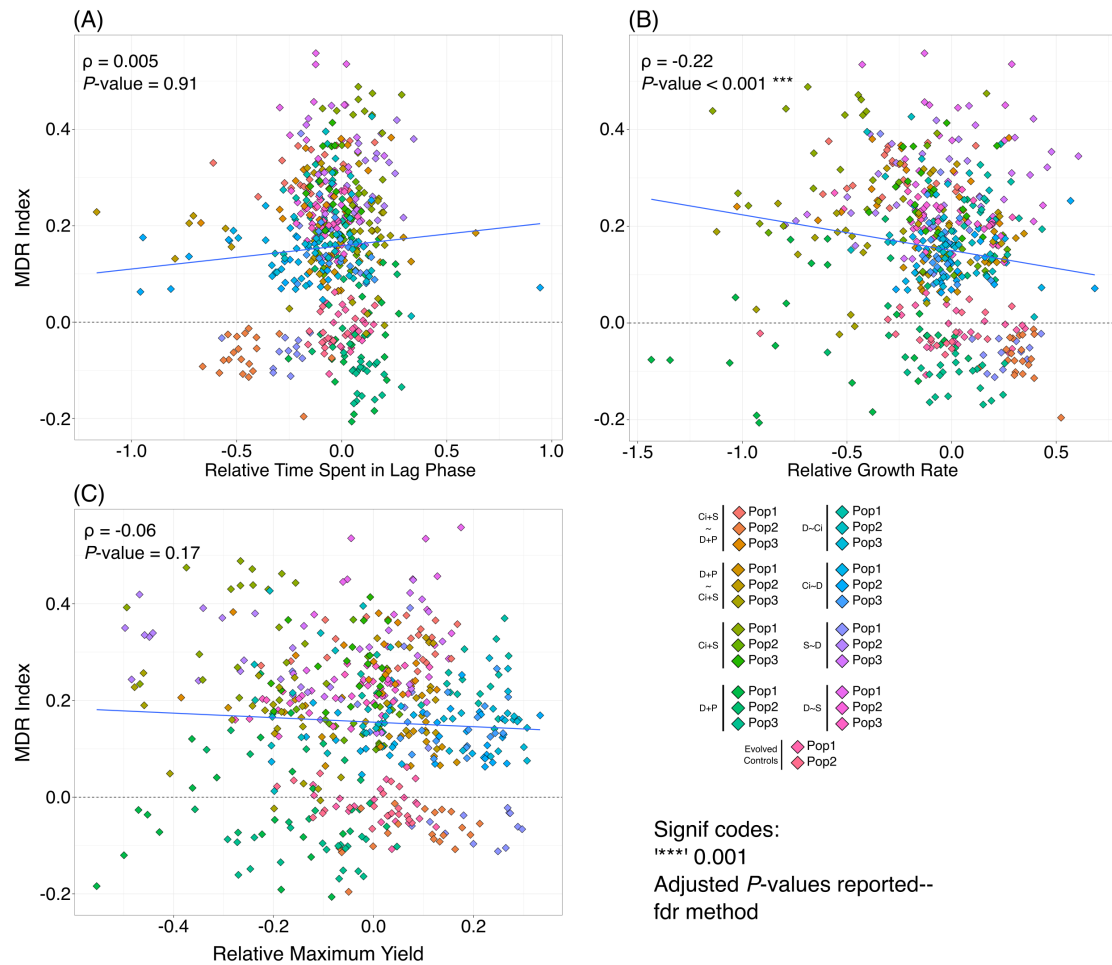 (A)
ρ = 0.005
P-value = 0.91
MDR Index
0.4
0.2
0.0
-0.2
-1.0 -0.5 0.0 0.5 1.0
Relative Time Spent in Lag Phase
(B)
ρ = -0.22
P-value < 0.001 ***
MDR Index
0.4
0.2
0.0
-0.2
-1.5 -1.0 -0.5 0.0 0.5
Relative Growth Rate
(C)
ρ = -0.06
P-value = 0.17
MDR Index
0.4
0.2
0.0
-0.2
-0.4 -0.2 0.0 0.2
Relative Maximum Yield
Ci+S
~
D+P
Pop1
Pop2
Pop3
D+P
~
Ci+S
Pop1
Pop2
Pop3
Ci+S
Pop1
Pop2
Pop3
D+P
Pop1
Pop2
Pop3
D~Ci
Pop1
Pop2
Pop3
Ci~D
Pop1
Pop2
Pop3
S~D
Pop1
Pop2
Pop3
D~S
Pop1
Pop2
Pop3
Evolved
Controls
Pop1
Pop2
Signif codes:
'***' 0.001
Adjusted P-values reported--
fdr method